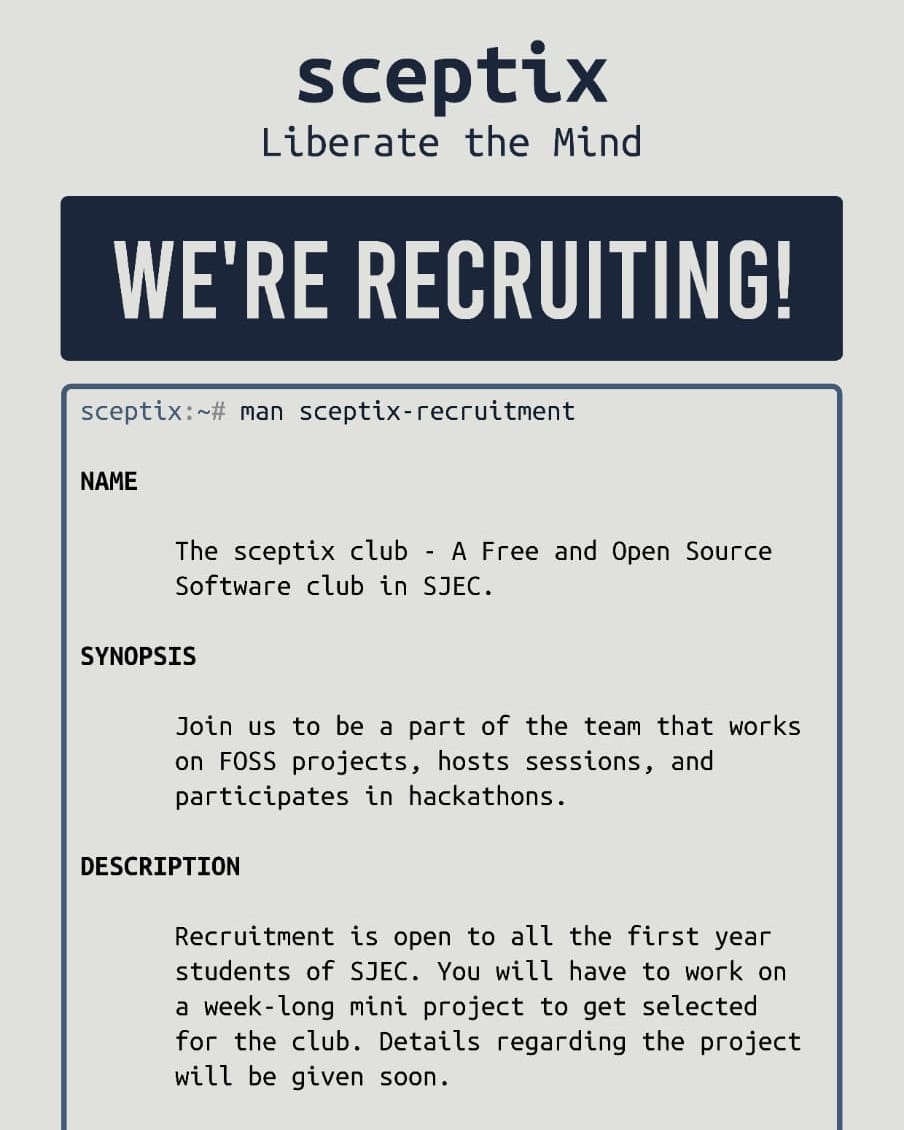 sceptix
Liberate the Mind
WE'RE RECRUITING!
sceptix:~# man sceptix-recruitment
NAME
The sceptix club - A Free and Open Source
Software club in SJEC.
SYNOPSIS
Join us to be a part of the team that works
on FOSS projects, hosts sessions, and
participates in hackathons.
DESCRIPTION
Recruitment is open to all the first year
students of SJEC. You will have to work on
a week-long mini project to get selected
for the club. Details regarding the project
will be given soon.